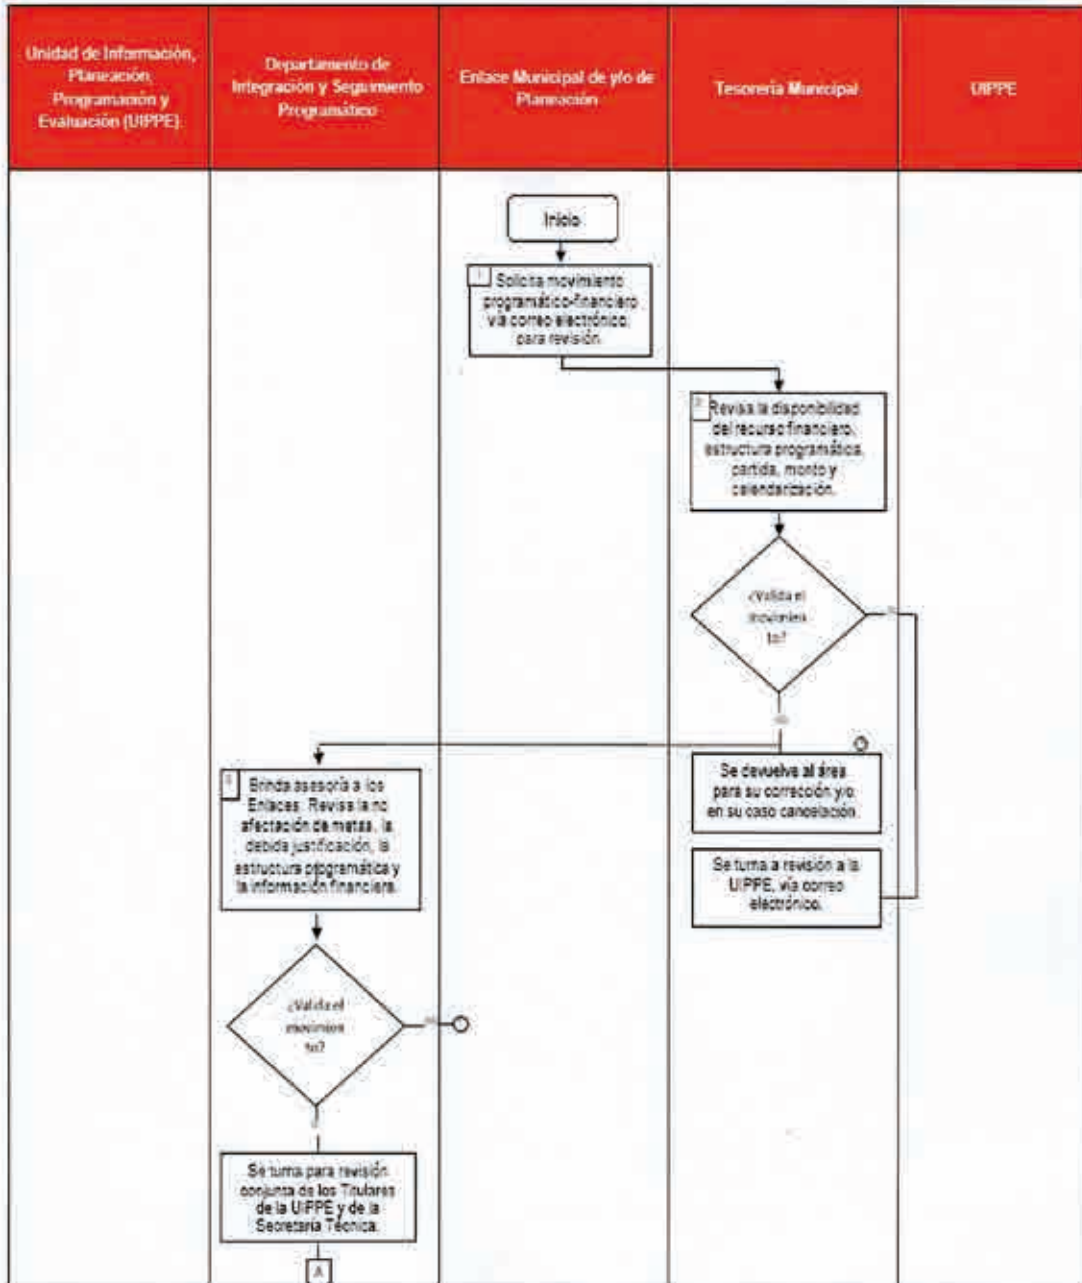 Unidad de Información,
Planeación,
Programación y
Evaluación (UIPPE).
Departamento de
Integración y Seguimiento
Programático
Enlace Municipal de y/o de
Planeación
Tesorería Municipal
UIPPE
Inicio
1
Solicita movimiento
programático-financiero
vía correo electrónico,
para revisión.
2
Revisa la disponibilidad
del recurso financiero,
estructura programática,
partida, monto y
calendarización.
¿Valida el
movimien
to?
Se devuelve al área
para su corrección y/o
en su caso cancelación.
3
Brinda asesoría a los
Enlaces. Revisa la no
afectación de metas, la
debida justificación, la
estructura programática y
la información financiera.
Se turna a revisión a la
UIPPE, vía correo
electrónico.
¿Valida el
movimien
to?
Se turna para revisión
conjunta de los Titulares
de la UIPPE y de la
Secretaría Técnica.
A